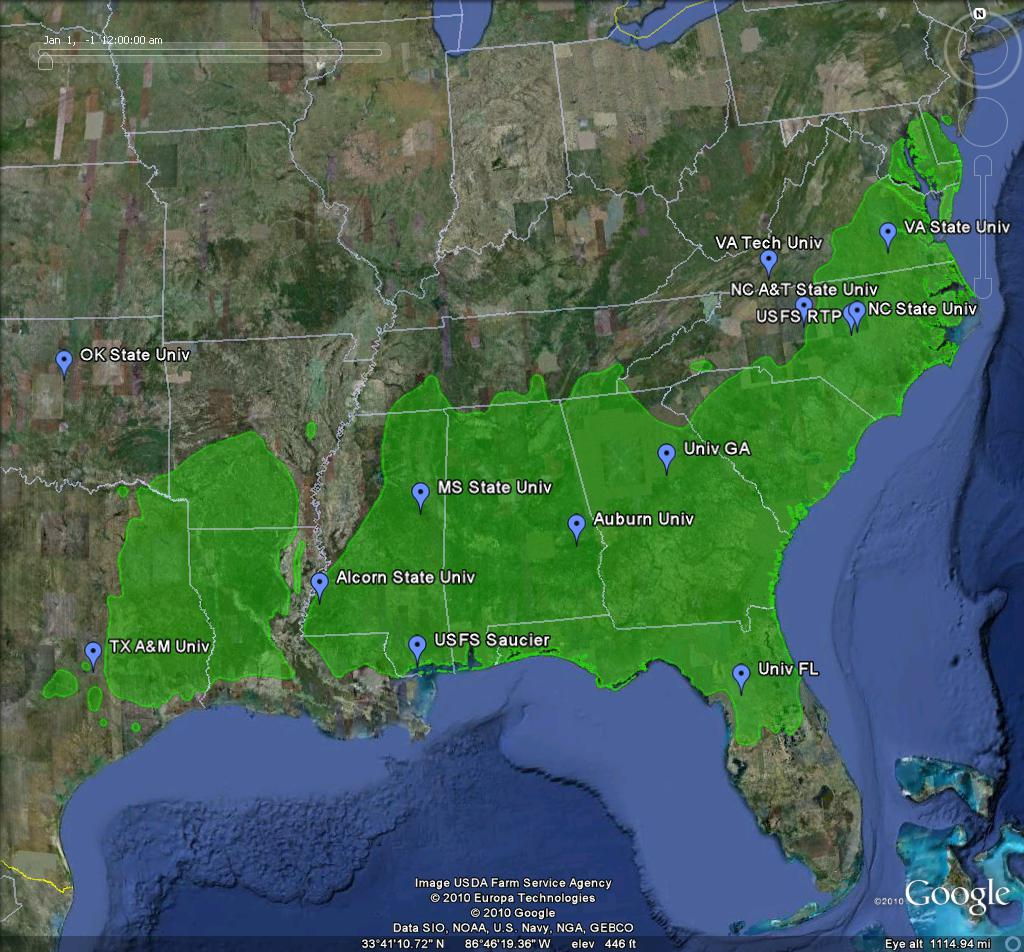 N
Jan 1, -1 12:00:00 am
VA State Univ
VA Tech Univ
NC A&T State Univ
USFS RTP
NC State Univ
OK State Univ
Univ GA
MS State Univ
Auburn Univ
Alcorn State Univ
USFS Saucier
TX A&M Univ
Univ FL
Image USDA Farm Service Agency
© 2010 Europa Technologies
© 2010 Google
Data SIO, NOAA, U.S. Navy, NGA, GEBCO
©2010 Google
33°41'10.72" N 86°46'19.36" W elev 446 ft
Eye alt 1114.94 mi